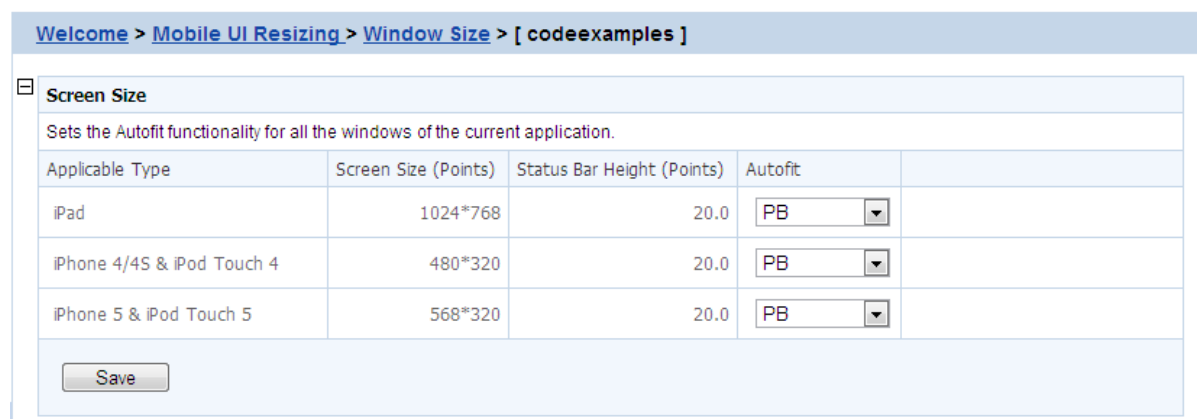 Welcome > Mobile UI Resizing > Window Size > [ codeexamples ]
Screen Size
Sets the Autofit functionality for all the windows of the current application.
Applicable Type Screen Size (Points) Status Bar Height (Points) Autofit
iPad 1024*768 20.0 PB
iPhone 4/4S & iPod Touch 4 480*320 20.0 PB
iPhone 5 & iPod Touch 5 568*320 20.0 PB
Save